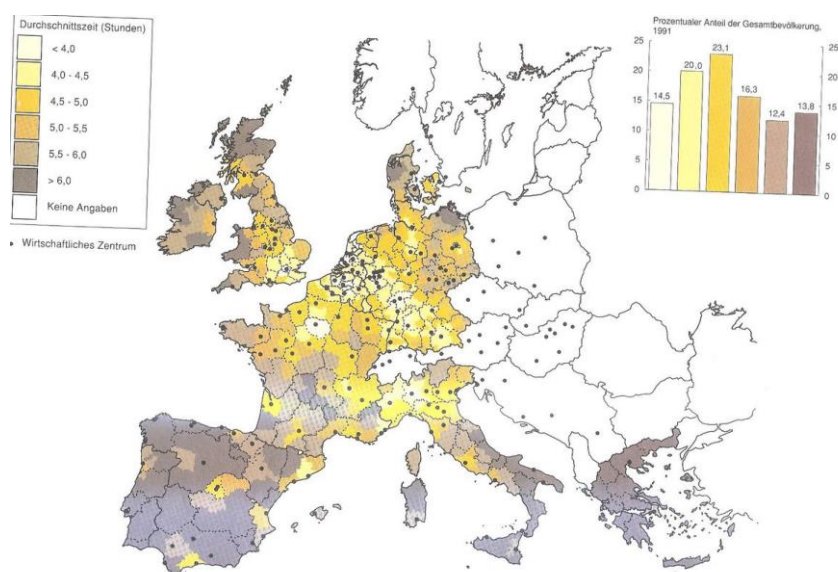 Durchschnittszeit (Stunden)
< 4,0
4,0 - 4,5
4,5 - 5,0
5,0 - 5,5
5,5 - 6,0
> 6,0
Keine Angaben
Wirtschaftliches Zentrum
Prozentualer Anteil der Gesamtbevölkerung,
1991
25
20
15
10
5
0
14,5
20,0
23,1
16,3
12,4
13,8
25
20
15
10
5
0